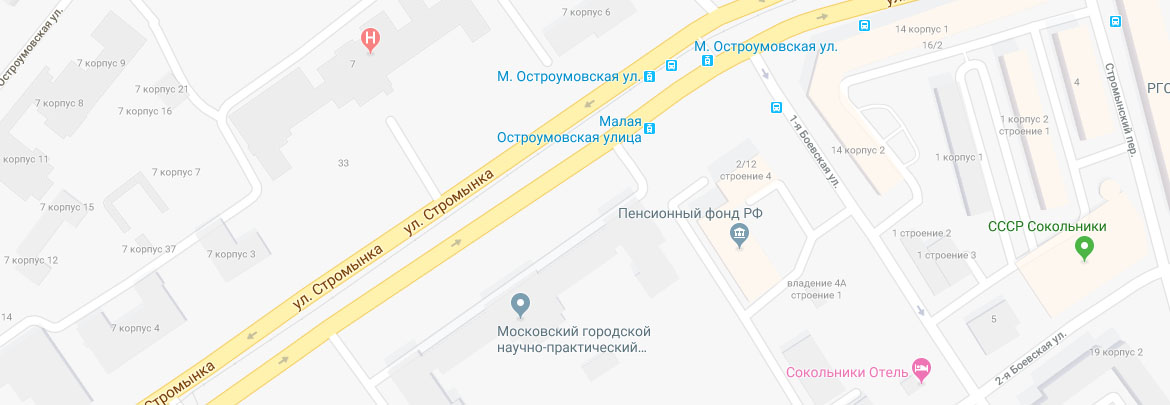 Остроумовская ул.
7 корпус 6
ул.
14 корпус 1
16/2
М. Остроумовская ул.
H
7
7 корпус 9
М. Остроумовская ул.
4
РГС
7 корпус 21
7 корпус 8
7 корпус 16
Малая
Остроумовская улица
1-я Боевская ул.
1 корпус 2
строение 1
Стромынский пер.
14 корпус 2
7 корпус 11
33
1 корпус 1
7 корпус 7
2/12
строение 4
ул. Стромынка
7 корпус 15
Пенсионный фонд РФ
СССР Сокольники
1 строение 2
1 строение 3
7 корпус 37
7 корпус 3
7 корпус 12
ул. Стромынка
владение 4А
строение 1
14
7 корпус 4
5
Московский городской
научно-практический...
2-я Боевская ул.
19 корпус 2
Сокольники Отель
ул. Стромынка